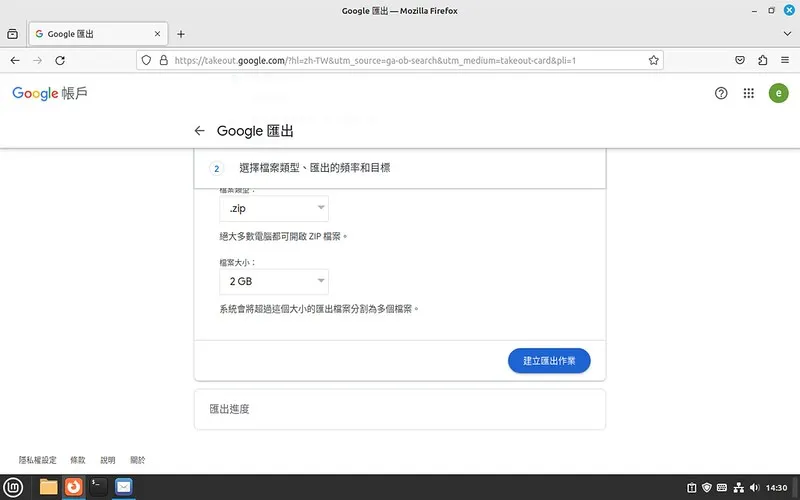 Google 匯出 — Mozilla Firefox
Google 匯出
https://takeout.google.com/?hl=zh-TW&utm_source=ga-ob-search&utm_medium=takeout-card&pli=1
Google 帳戶
e
Google 匯出
2 選擇檔案類型、匯出的頻率和目標
檔案類型：
.zip
絕大多數電腦都可開啟 ZIP 檔案。
檔案大小：
2 GB
系統會將超過這個大小的匯出檔案分割為多個檔案。
建立匯出作業
匯出進度
隱私權設定 條款 說明 關於
14:30